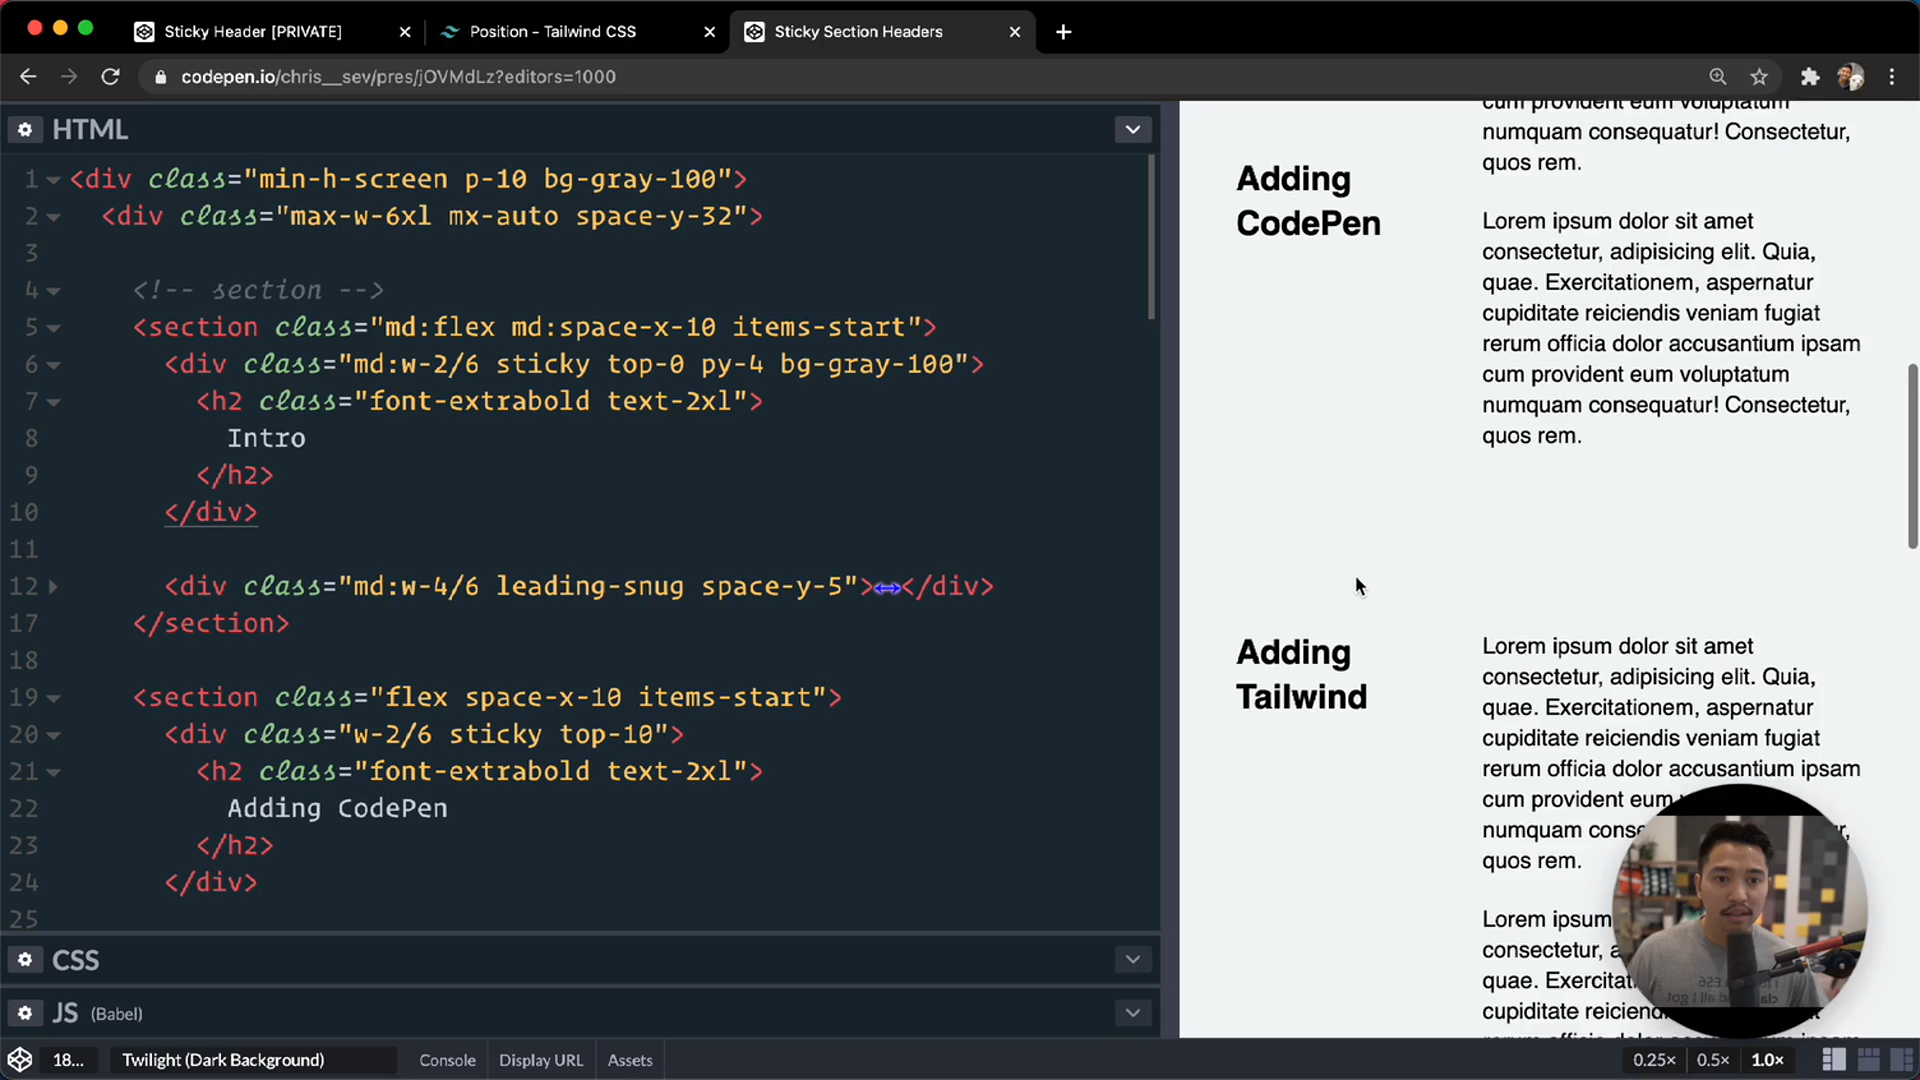 Sticky Header [PRIVATE]
Position - Tailwind CSS
Sticky Section Headers
codepen.io/chris__sev/pres/jOVMdLz?editors=1000
HTML
1 <div class="min-h-screen p-10 bg-gray-100">
2 <div class="max-w-6xl mx-auto space-y-32">
3
4 <!-- section -->
5 <section class="md:flex md:space-x-10 items-start">
6 <div class="md:w-2/6 sticky top-0 py-4 bg-gray-100">
7 <h2 class="font-extrabold text-2xl">
8 Intro
9 </h2>
10 </div>
11
12 <div class="md:w-4/6 leading-snug space-y-5">↔</div>
17 </section>
18
19 <section class="flex space-x-10 items-start">
20 <div class="w-2/6 sticky top-10">
21 <h2 class="font-extrabold text-2xl">
22 Adding CodePen
23 </h2>
24 </div>
25
CSS
JS (Babel)
18...
Twilight (Dark Background)
Console
Display URL
Assets
0.25×
0.5×
1.0×
cum provident eum voluptatum
numquam consequatur! Consectetur,
quos rem.
Adding
CodePen
Lorem ipsum dolor sit amet
consectetur, adipisicing elit. Quia,
quae. Exercitationem, aspernatur
cupiditate reiciendis veniam fugiat
rerum officia dolor accusantium ipsam
cum provident eum voluptatum
numquam consequatur! Consectetur,
quos rem.
Adding
Tailwind
Lorem ipsum dolor sit amet
consectetur, adipisicing elit. Quia,
quae. Exercitationem, aspernatur
cupiditate reiciendis veniam fugiat
rerum officia dolor accusantium ipsam
cum provident eum
numquam
quos rem.
Lorem ipsum
consectetur,
quae.
cupiditate